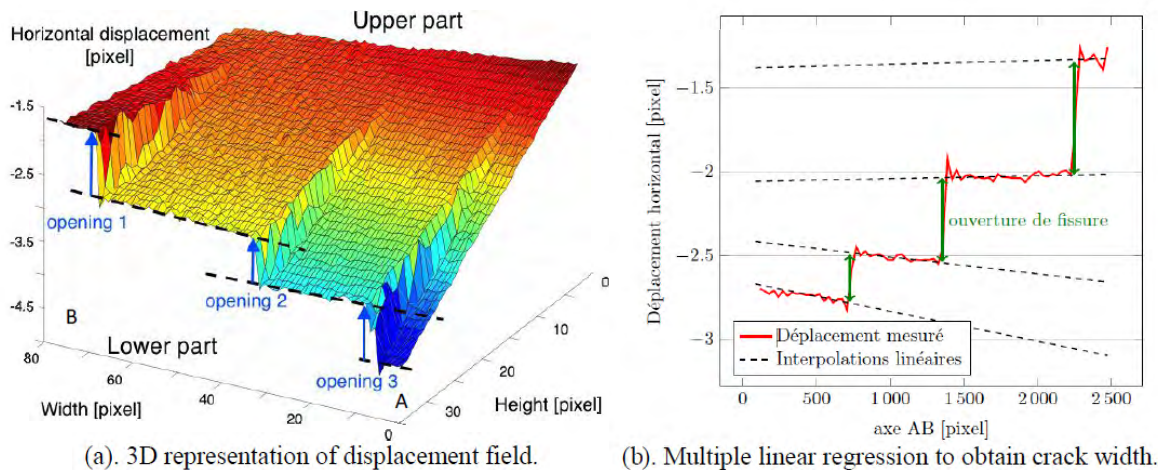 Upper part
Horizontal displacement
[pixel]
-1.5
-2.5
-3.5
-4.5
opening 1
opening 2
opening 3
B
A
Lower part
80
60
40
20
0
Width [pixel]
0
10
20
30
Height [pixel]
(a). 3D representation of displacement field.
Déplacement horizontal [pixel]
−1.5
−2
−2.5
−3
ouverture de fissure
Déplacement mesuré
Interpolations linéaires
0
500
1 000
1 500
2 000
2 500
axe AB [pixel]
(b). Multiple linear regression to obtain crack width.